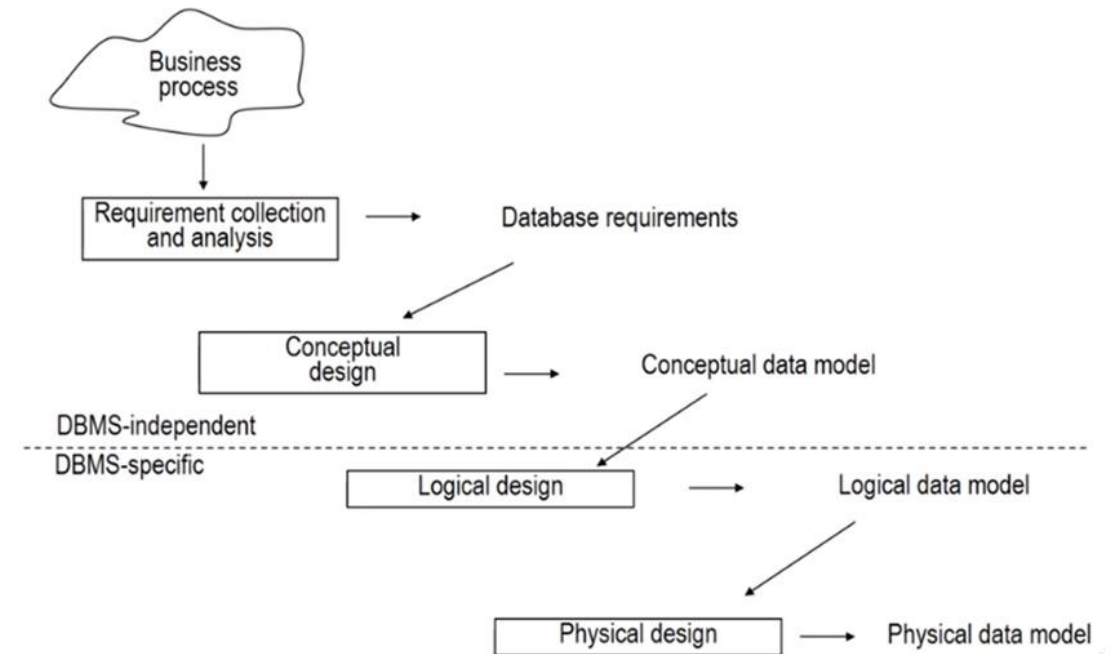 Business
process
Requirement collection
and analysis
Database requirements
Conceptual
design
Conceptual data model
DBMS-independent
DBMS-specific
Logical design
Logical data model
Physical design
Physical data model